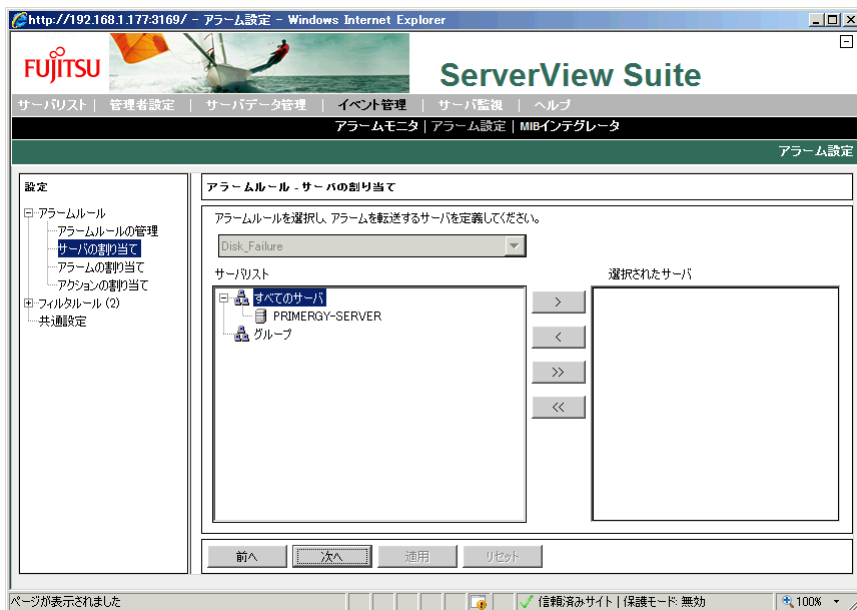 http://192.168.1.177:3169/ - アラーム設定 - Windows Internet Explorer
FUJITSU
ServerView Suite
サーバリスト | 管理者設定 | サーバデータ管理 | イベント管理 | サーバ監視 | ヘルプ
アラームモニタ | アラーム設定 | MIBインテグレータ
アラーム設定
設定
アラームルール
アラームルールの管理
サーバの割り当て
アラームの割り当て
アクションの割り当て
フィルタルール (2)
共通設定
アラームルール - サーバの割り当て
アラームルールを選択し、アラームを転送するサーバを定義してください。
Disk_Failure
サーバリスト
すべてのサーバ
PRIMERGY-SERVER
グループ
>
<
>>
<<
選択されたサーバ
前へ 次へ 適用 リセット
ページが表示されました 信頼済みサイト | 保護モード: 無効 100%